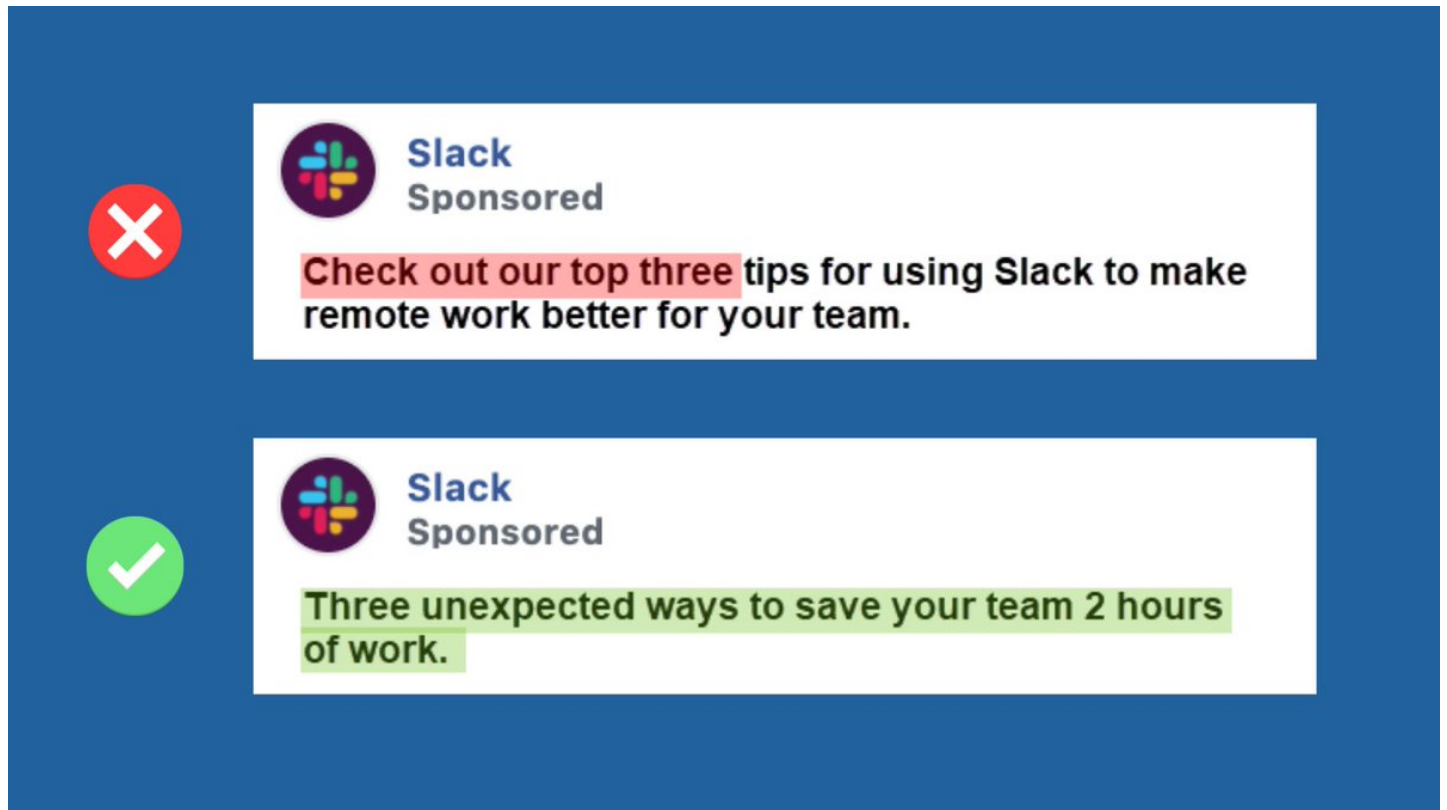 Slack
Sponsored
Check out our top three tips for using Slack to make
remote work better for your team.
Slack
Sponsored
Three unexpected ways to save your team 2 hours
of work.